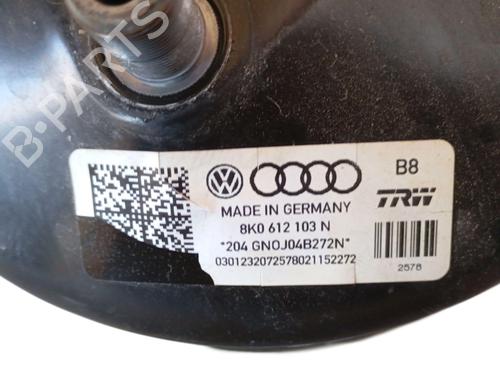 B-PARTS
B8
MADE IN GERMANY
TRW
8K0 612 103 N
*204 GNOJ04B272N*
0301232072578021152272
2578